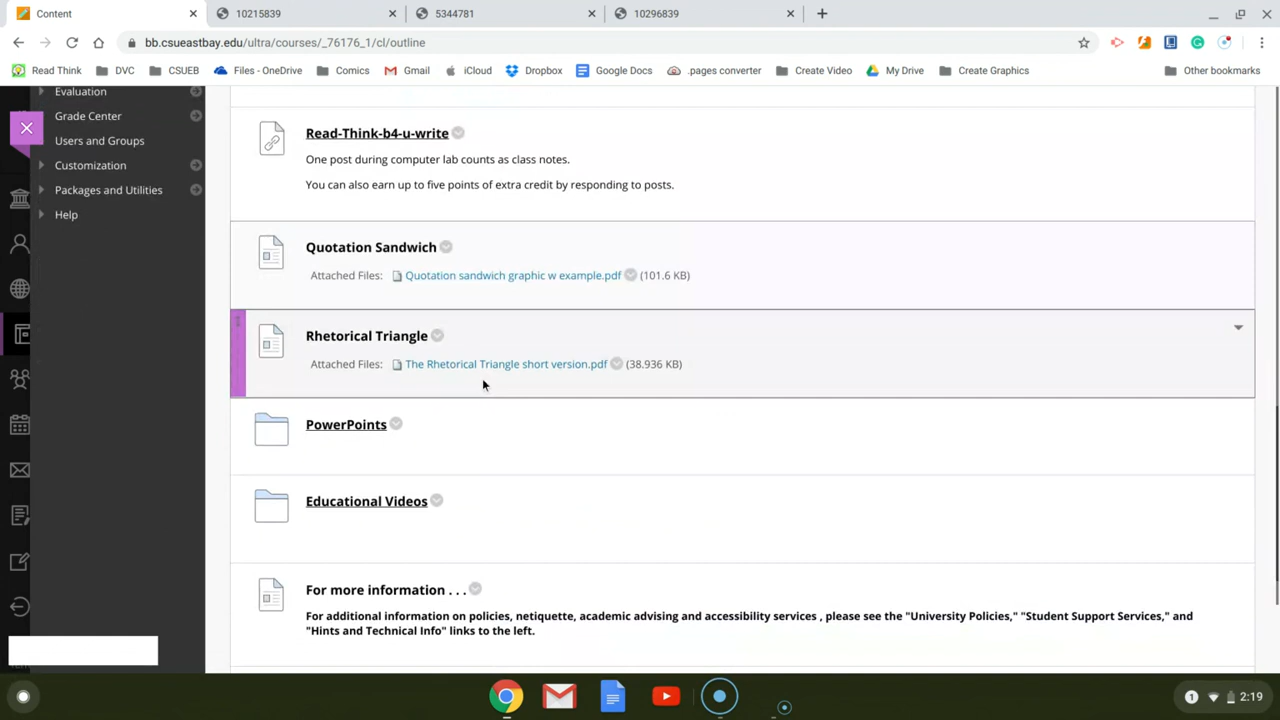 Content
10215839
5344781
10296839
bb.csueastbay.edu/ultra/courses/_76176_1/cl/outline
Read Think
DVC
CSUEB
Files - OneDrive
Comics
Gmail
iCloud
Dropbox
Google Docs
.pages converter
Create Video
My Drive
Create Graphics
Other bookmarks
Evaluation
Grade Center
Users and Groups
Customization
Packages and Utilities
Help
Read-Think-b4-u-write
One post during computer lab counts as class notes.
You can also earn up to five points of extra credit by responding to posts.
Quotation Sandwich
Attached Files: Quotation sandwich graphic w example.pdf (101.6 KB)
Rhetorical Triangle
Attached Files: The Rhetorical Triangle short version.pdf (38.936 KB)
PowerPoints
Educational Videos
For more information . . .
For additional information on policies, netiquette, academic advising and accessibility services , please see the "University Policies," "Student Support Services," and
"Hints and Technical Info" links to the left.
1
2:19